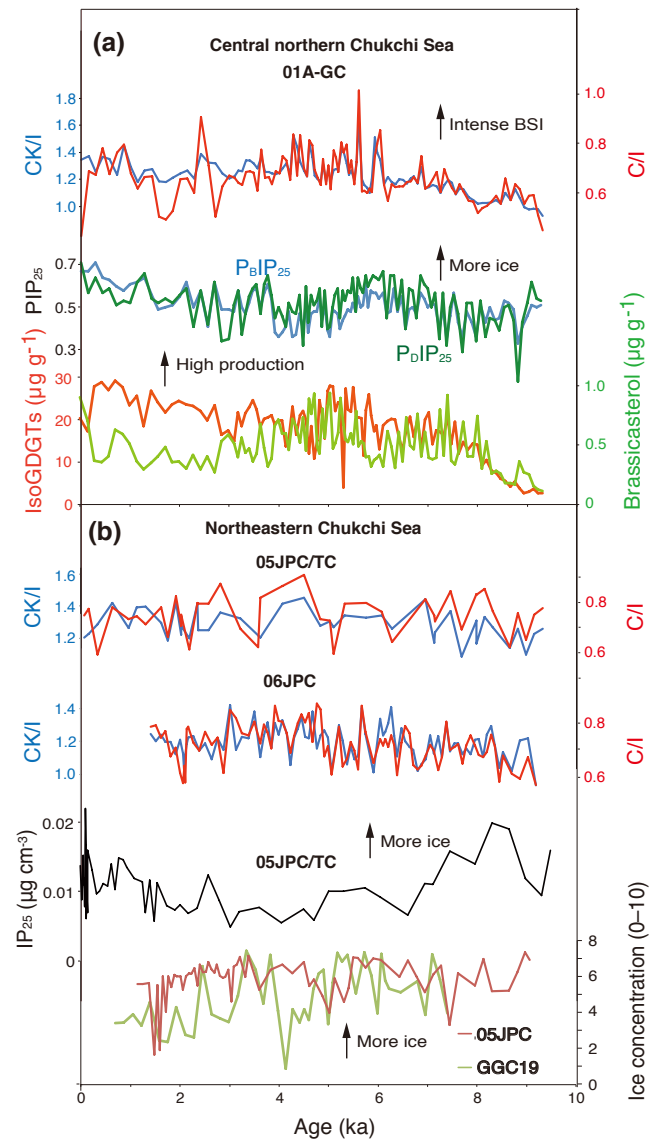 (a)
Central northern Chukchi Sea
01A-GC
CK/I
1.8
1.6
1.4
1.2
1.0
C/I
1.0
0.8
0.6
Intense BSI
PIP25
0.7
0.5
0.3
PBIP25
More ice
PDIP25
High production
IsoGDGTs (μg g-1)
30
20
10
0
Brassicasterol (μg g-1)
1.0
0.5
0
(b)
Northeastern Chukchi Sea
05JPC/TC
CK/I
1.6
1.4
1.2
C/I
0.8
0.6
06JPC
CK/I
1.4
1.2
1.0
C/I
0.8
0.6
IP25 (μg cm-3)
0.02
0.01
0
05JPC/TC
More ice
Ice concentration (0–10)
8
7
6
4
2
0
More ice
05JPC
GGC19
0 2 4 6 8 10
Age (ka)